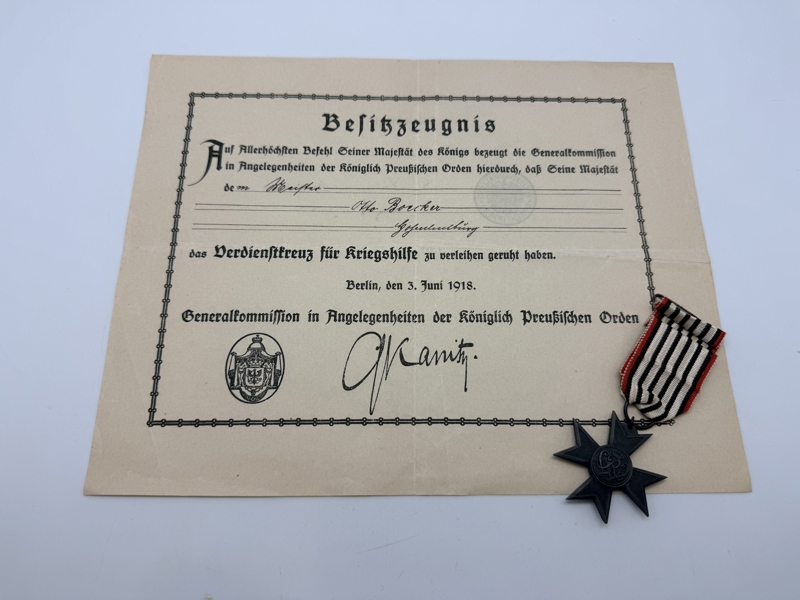 Besitzzeugnis
Auf Allerhöchsten Befehl Seiner Majestät des Königs bezeugt die Generalkommission
in Angelegenheiten der Königlich Preußischen Orden hierdurch, daß Seine Majestät
dem Meister
Otto Boecker
das Verdienstkreuz für Kriegshilfe zu verleihen geruht haben.
Berlin, den 3. Juni 1918.
Generalkommission in Angelegenheiten der Königlich Preußischen Orden
GfKanitz.